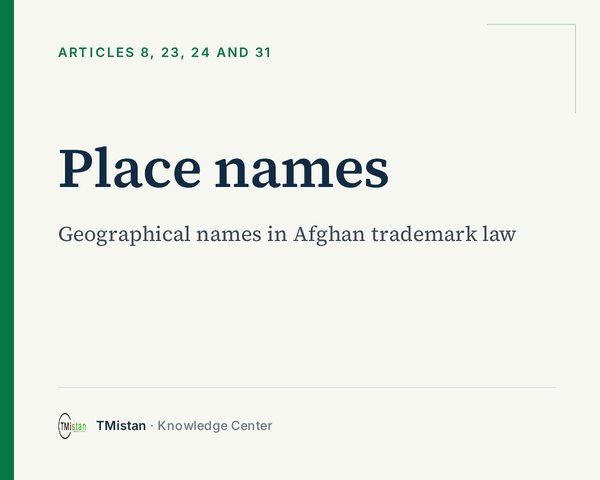 ARTICLES 8, 23, 24 AND 31
Place names
Geographical names in Afghan trademark law
TMistan
TMistan · Knowledge Center